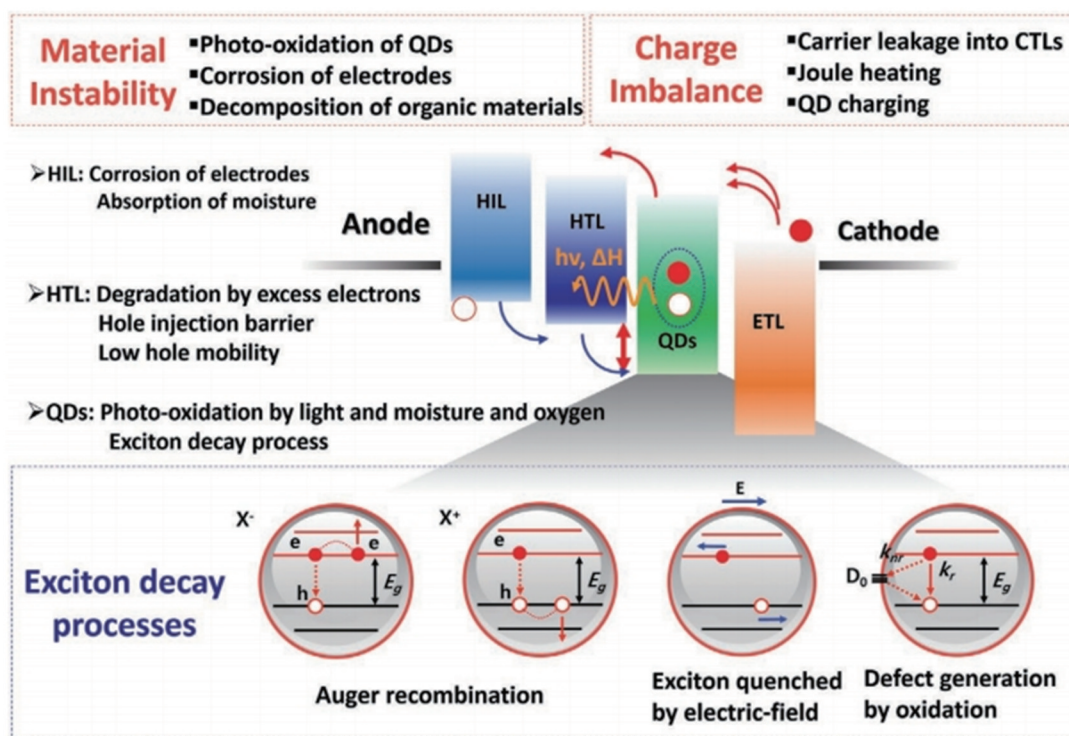 Material
Instability
▪Photo-oxidation of QDs
▪Corrosion of electrodes
▪Decomposition of organic materials
Charge
Imbalance
▪Carrier leakage into CTLs
▪Joule heating
▪QD charging
➢HIL: Corrosion of electrodes
Absorption of moisture
Anode
HIL
HTL
hν, ΔH
QDs
ETL
Cathode
➢HTL: Degradation by excess electrons
Hole injection barrier
Low hole mobility
➢QDs: Photo-oxidation by light and moisture and oxygen
Exciton decay process
Exciton decay
processes
X-
e
e
h
Eg
X+
e
h
Eg
E
D0
knr
kr
Eg
Auger recombination
Exciton quenched
by electric-field
Defect generation
by oxidation